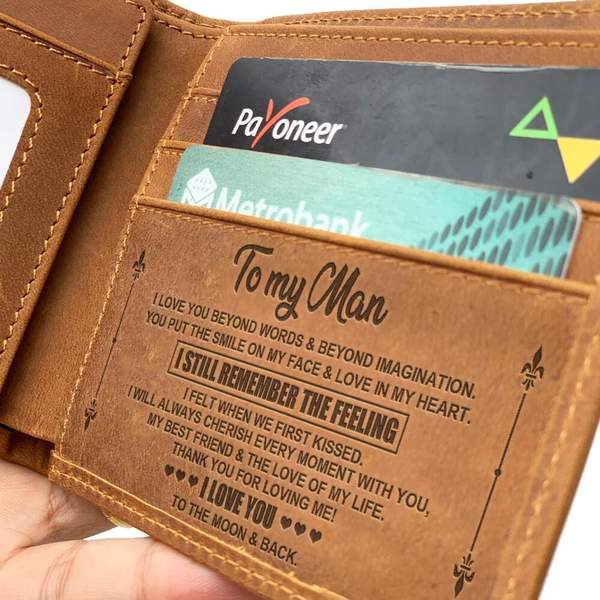 Payoneer
Metrobank
To my Man
I LOVE YOU BEYOND WORDS & BEYOND IMAGINATION.
YOU PUT THE SMILE ON MY FACE & LOVE IN MY HEART.
I STILL REMEMBER THE FEELING
I FELT WHEN WE FIRST KISSED.
I WILL ALWAYS CHERISH EVERY MOMENT WITH YOU,
MY BEST FRIEND & THE LOVE OF MY LIFE.
THANK YOU FOR LOVING ME!
♥♥♥ I LOVE YOU ♥♥♥
TO THE MOON & BACK.